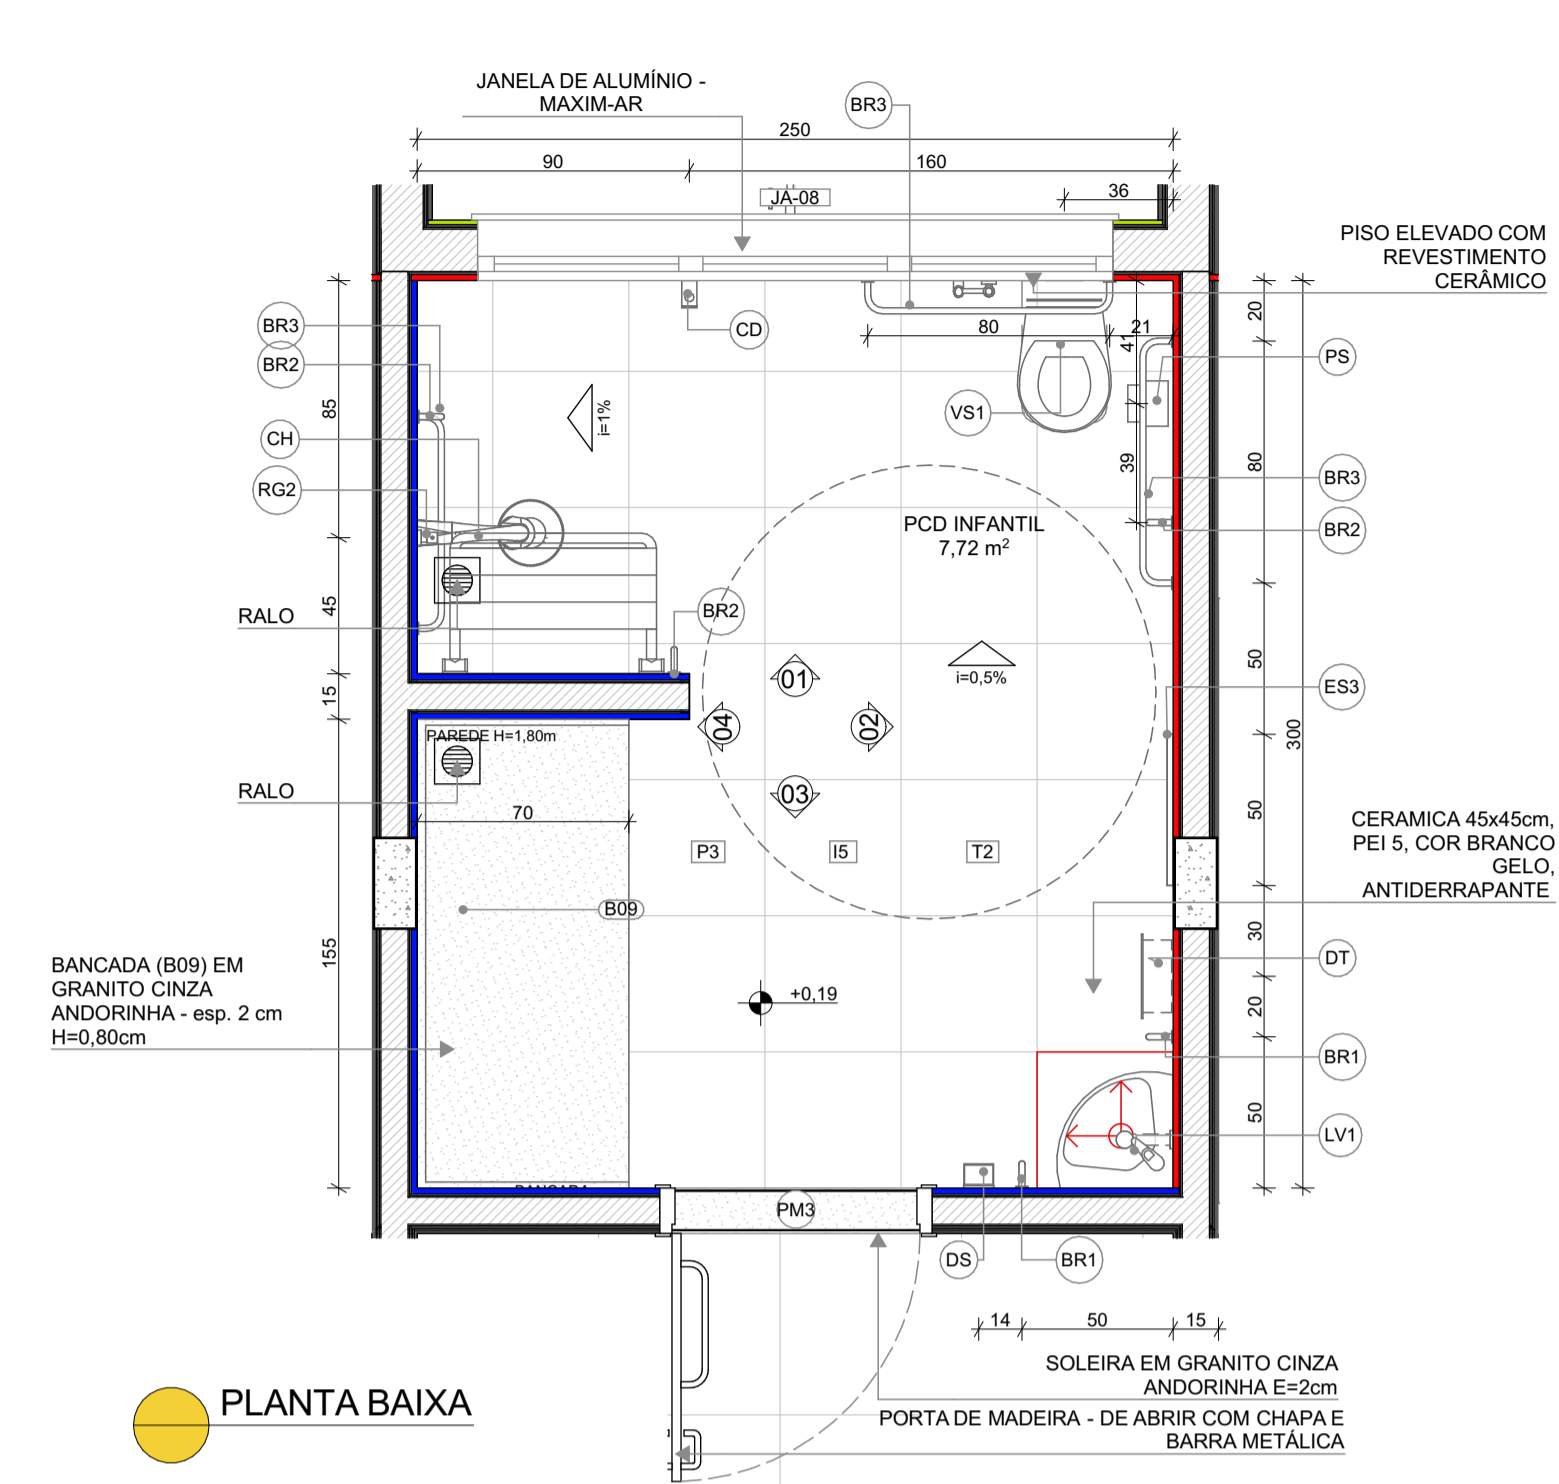 JANELA DE ALUMÍNIO -
MAXIM-AR
BR3
250
90
160
JA-08
36
PISO ELEVADO COM
REVESTIMENTO
CERÂMICO
20
BR3
CD
80
21
41
PS
BR2
85
i=1%
VS1
CH
39
80
BR3
RG2
PCD INFANTIL
7,72 m²
BR2
45
RALO
BR2
50
01
i=0,5%
ES3
15
04
02
300
PAREDE H=1,80m
RALO
03
70
50
CERAMICA 45x45cm,
PEI 5, COR BRANCO
GELO,
ANTIDERRAPANTE
P3
I5
T2
B09
30
155
DT
BANCADA (B09) EM
GRANITO CINZA
ANDORINHA - esp. 2 cm
H=0,80cm
+0,19
20
BR1
50
LV1
BANCADA
PM3
DS
BR1
14
50
15
SOLEIRA EM GRANITO CINZA
ANDORINHA E=2cm
PLANTA BAIXA
PORTA DE MADEIRA - DE ABRIR COM CHAPA E
BARRA METÁLICA